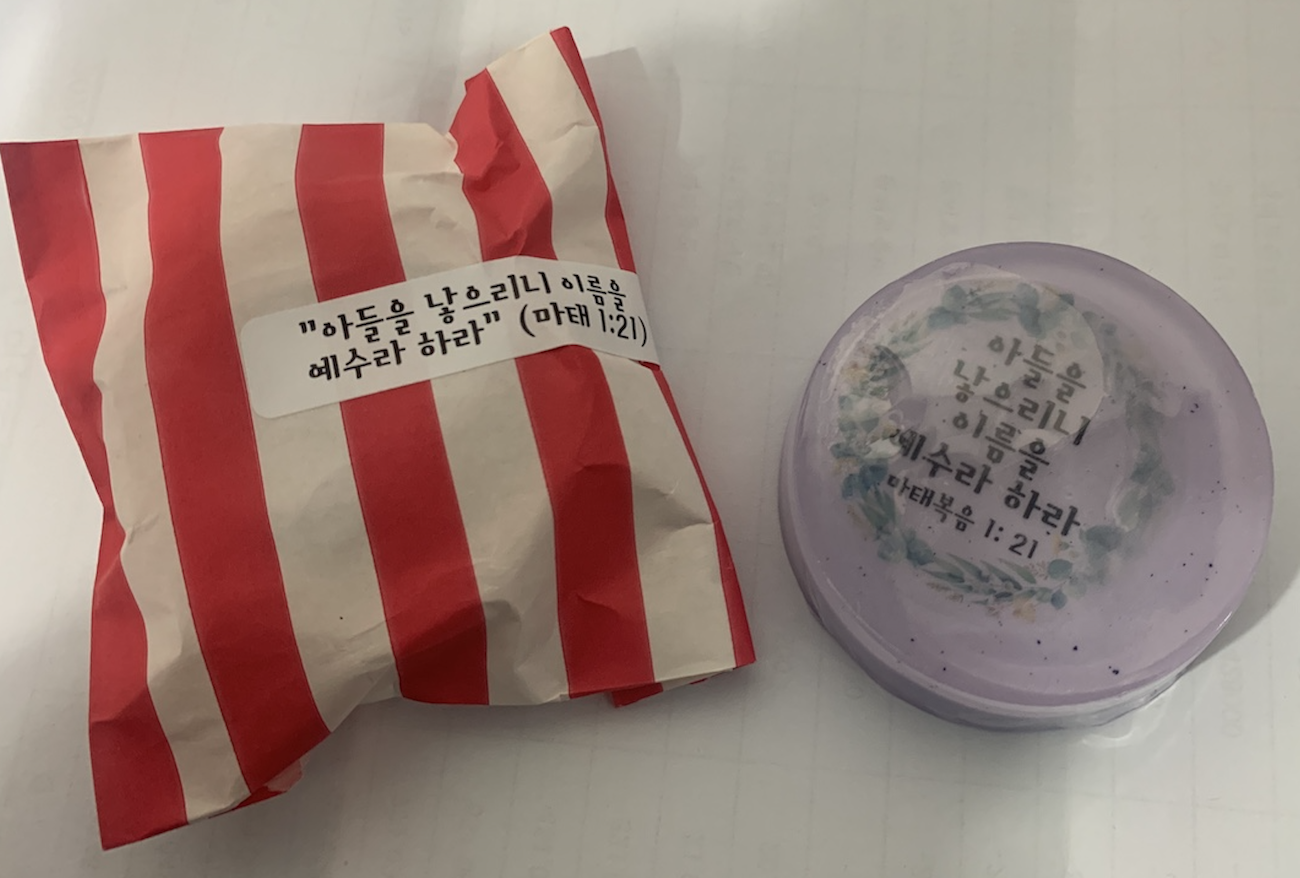 "아들을 낳으리니 이름을
예수라 하라" (마태 1:21)
아들을
낳으리니
이름을
예수라 하라
마태복음 1: 21